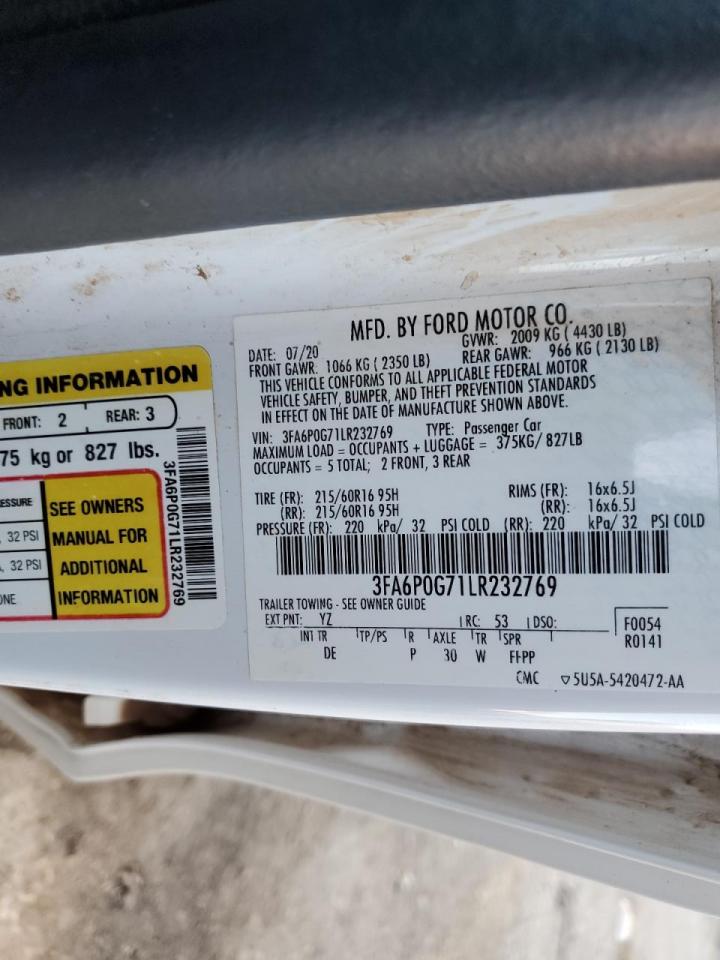 NG INFORMATION
FRONT: 2 REAR: 3
75 kg or 827 lbs.
ESSURE
, 32 PSI
, 32 PSI
ONE
SEE OWNERS
MANUAL FOR
ADDITIONAL
INFORMATION
3FA6P0G71LR232769
MFD. BY FORD MOTOR CO.
DATE: 07/20 GVWR: 2009 KG ( 4430 LB)
FRONT GAWR: 1066 KG ( 2350 LB) REAR GAWR: 966 KG ( 2130 LB)
THIS VEHICLE CONFORMS TO ALL APPLICABLE FEDERAL MOTOR
VEHICLE SAFETY, BUMPER, AND THEFT PREVENTION STANDARDS
IN EFFECT ON THE DATE OF MANUFACTURE SHOWN ABOVE.
VIN: 3FA6P0G71LR232769 TYPE: Passenger Car
MAXIMUM LOAD = OCCUPANTS + LUGGAGE = 375KG/ 827LB
OCCUPANTS = 5 TOTAL; 2 FRONT, 3 REAR
TIRE (FR): 215/60R16 95H RIMS (FR): 16x6.5J
(RR): 215/60R16 95H (RR): 16x6.5J
PRESSURE (FR): 220 kPa/ 32 PSI COLD (RR): 220 kPa/ 32 PSI COLD
3FA6P0G71LR232769
TRAILER TOWING - SEE OWNER GUIDE
EXT PNT: YZ RC: 53 DSO: F0054
INT TR TP/PS R AXLE TR SPR R0141
DE P 30 W FFPP
CMC ▽5U5A-5420472-AA